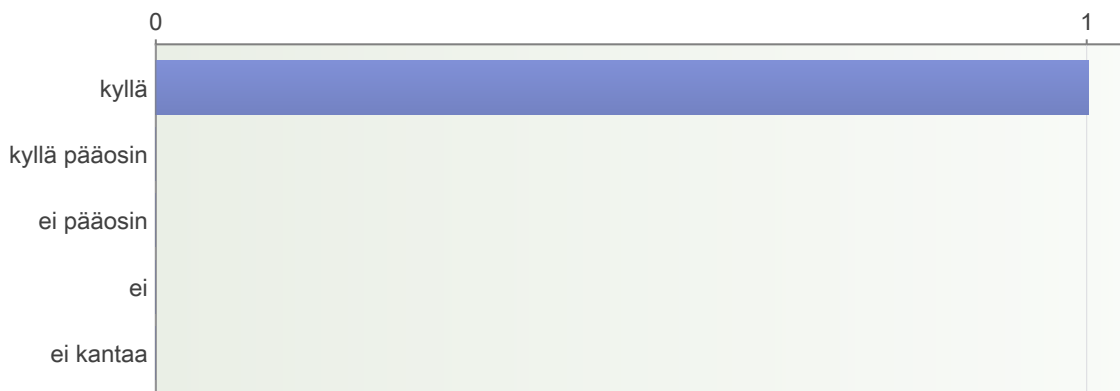 0 1
kyllä
kyllä pääosin
ei pääosin
ei
ei kantaa